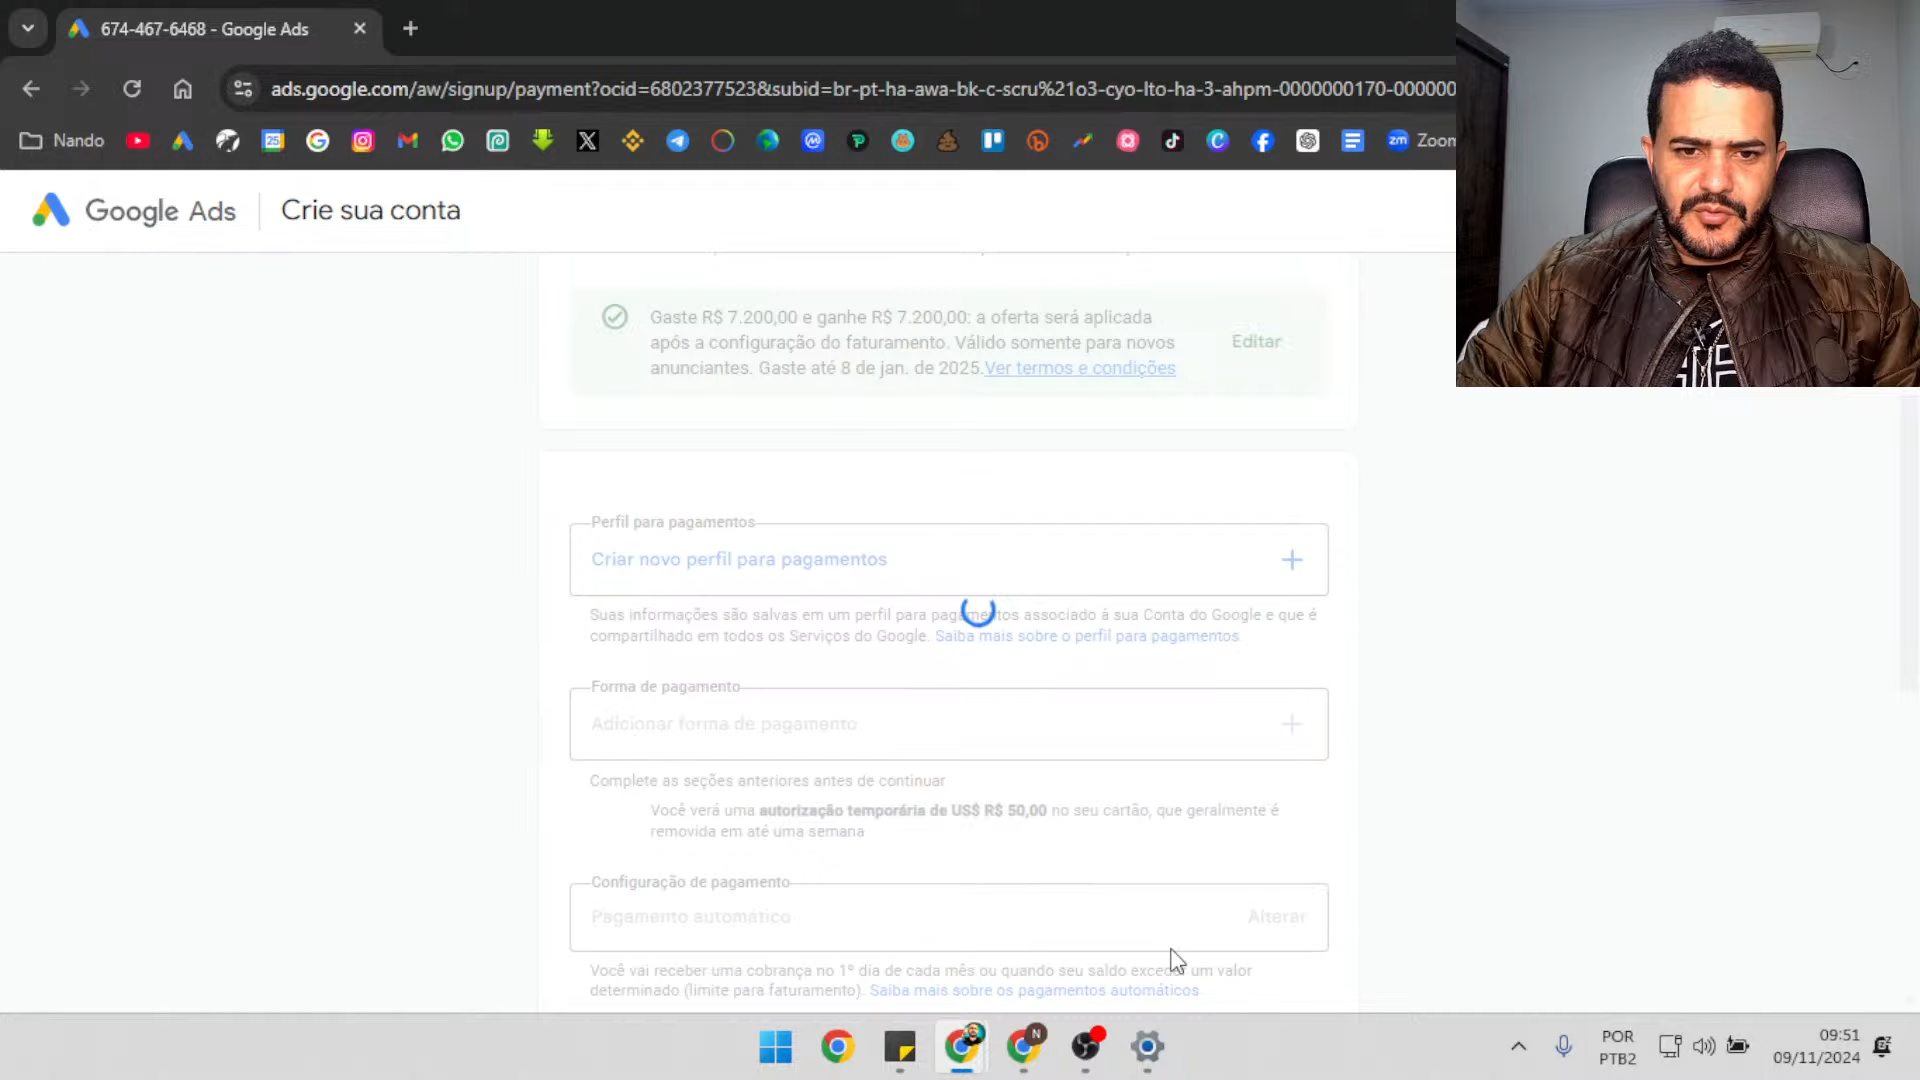 674-467-6468 - Google Ads
ads.google.com/aw/signup/payment?ocid=6802377523&subid=br-pt-ha-awa-bk-c-scru%21o3-cyo-lto-ha-3-ahpm-0000000170-000000
Nando
25
zm Zoom
Google Ads
Crie sua conta
Gaste R$ 7.200,00 e ganhe R$ 7.200,00: a oferta será aplicada
após a configuração do faturamento. Válido somente para novos
anunciantes. Gaste até 8 de jan. de 2025.Ver termos e condições
Editar
Perfil para pagamentos
Criar novo perfil para pagamentos
Suas informações são salvas em um perfil para pagamentos associado à sua Conta do Google e que é
compartilhado em todos os Serviços do Google. Saiba mais sobre o perfil para pagamentos
Forma de pagamento
Adicionar forma de pagamento
Complete as seções anteriores antes de continuar
Você verá uma autorização temporária de US$ R$ 50,00 no seu cartão, que geralmente é
removida em até uma semana
Configuração de pagamento
Pagamento automático
Alterar
Você vai receber uma cobrança no 1º dia de cada mês ou quando seu saldo exceder um valor
determinado (limite para faturamento). Saiba mais sobre os pagamentos automáticos
N
POR
PTB2
09:51
09/11/2024